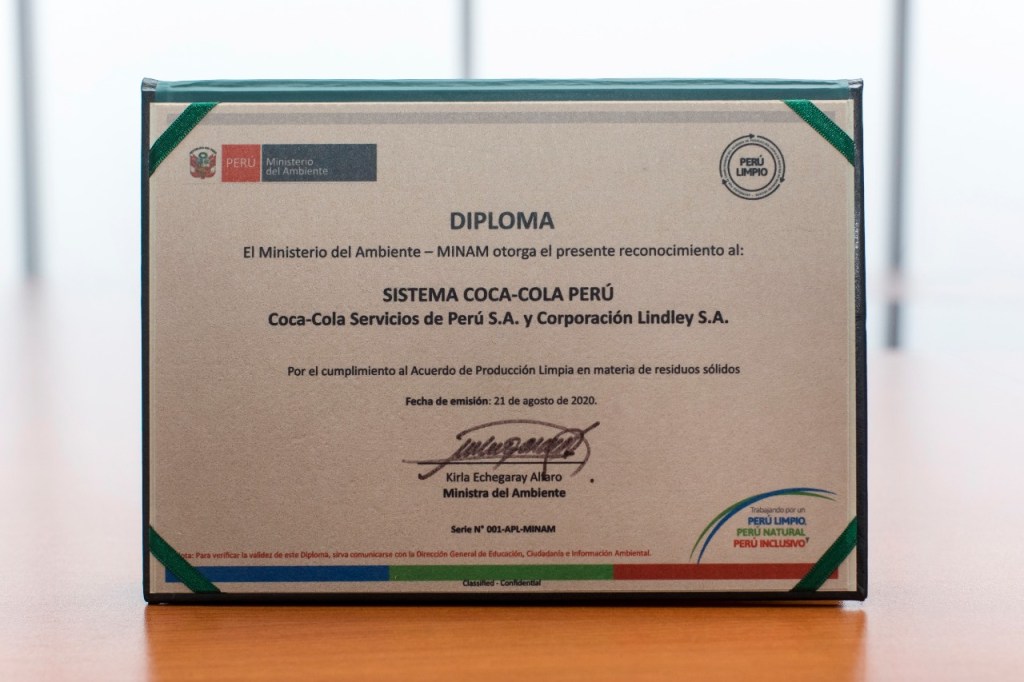 PERÚ
Ministerio
del Ambiente
PERÚ
LIMPIO
DIPLOMA
El Ministerio del Ambiente – MINAM otorga el presente reconocimiento al:
SISTEMA COCA-COLA PERÚ
Coca-Cola Servicios de Perú S.A. y Corporación Lindley S.A.
Por el cumplimiento al Acuerdo de Producción Limpia en materia de residuos sólidos
Fecha de emisión: 21 de agosto de 2020.
Kirla Echegaray Alfaro
Ministra del Ambiente
Serie N° 001-APL-MINAM
Trabajando por un
PERÚ LIMPIO,
PERÚ NATURAL
PERÚ INCLUSIVO
Para verificar la validez de este Diploma, sirva comunicarse con la Dirección General de Educación, Ciudadanía e Información Ambiental.
Classified - Confidential